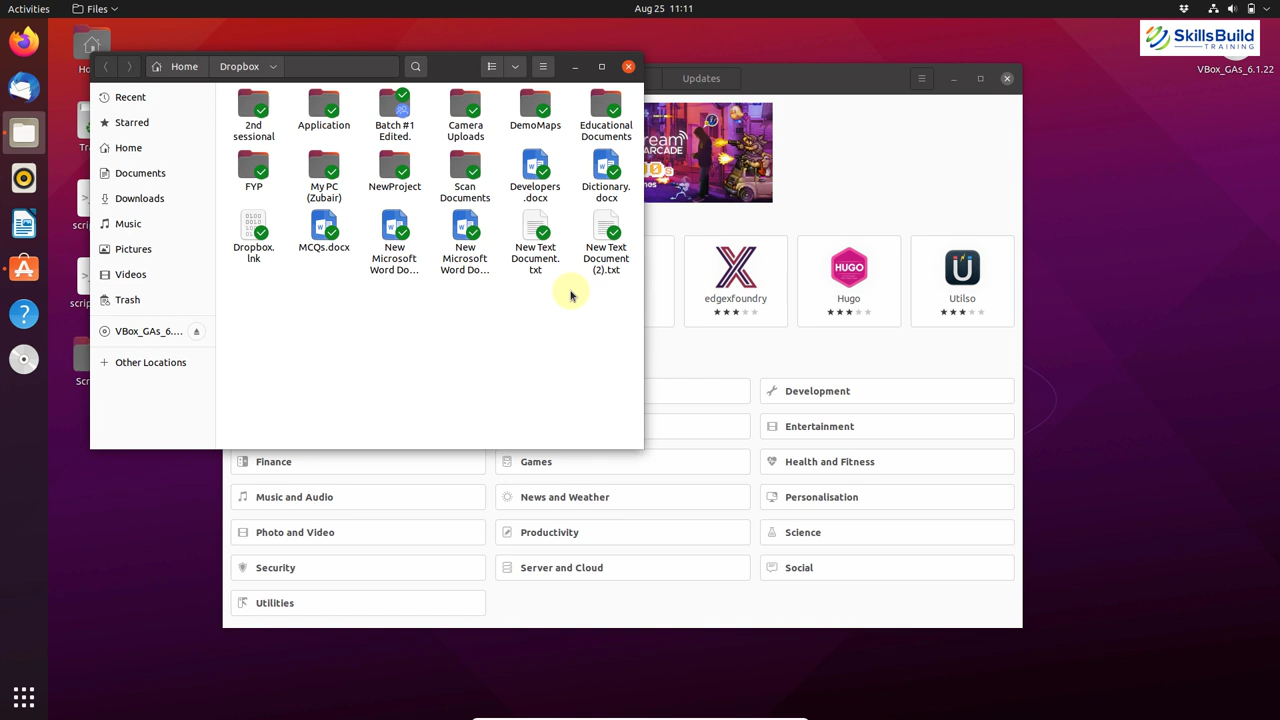 Activities
Files
Aug 25 11:11
SkillsBuild
TRAINING
VBox_GAs_6.1.22
Home
Dropbox
Updates
Recent
Starred
Home
Documents
Downloads
Music
Pictures
Videos
Trash
VBox_GAs_6....
Other Locations
2nd
sessional
Application
Batch #1
Edited.
Camera
Uploads
DemoMaps
Educational
Documents
FYP
My PC
(Zubair)
NewProject
Scan
Documents
Developers
.docx
Dictionary.
docx
0100
Dropbox.
lnk
MCQs.docx
New
Microsoft
Word Do...
New
Microsoft
Word Do...
New Text
Document.
txt
New Text
Document
(2).txt
edgexfoundry
HUGO
Hugo
Utilso
Development
Entertainment
Finance
Games
Health and Fitness
Music and Audio
News and Weather
Personalisation
Photo and Video
Productivity
Science
Security
Server and Cloud
Social
Utilities